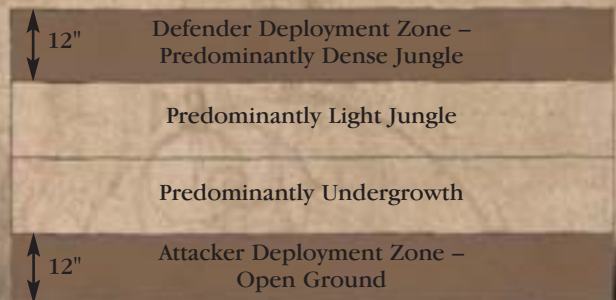 12"
Defender Deployment Zone –
Predominantly Dense Jungle
Predominantly Light Jungle
Predominantly Undergrowth
12"
Attacker Deployment Zone –
Open Ground